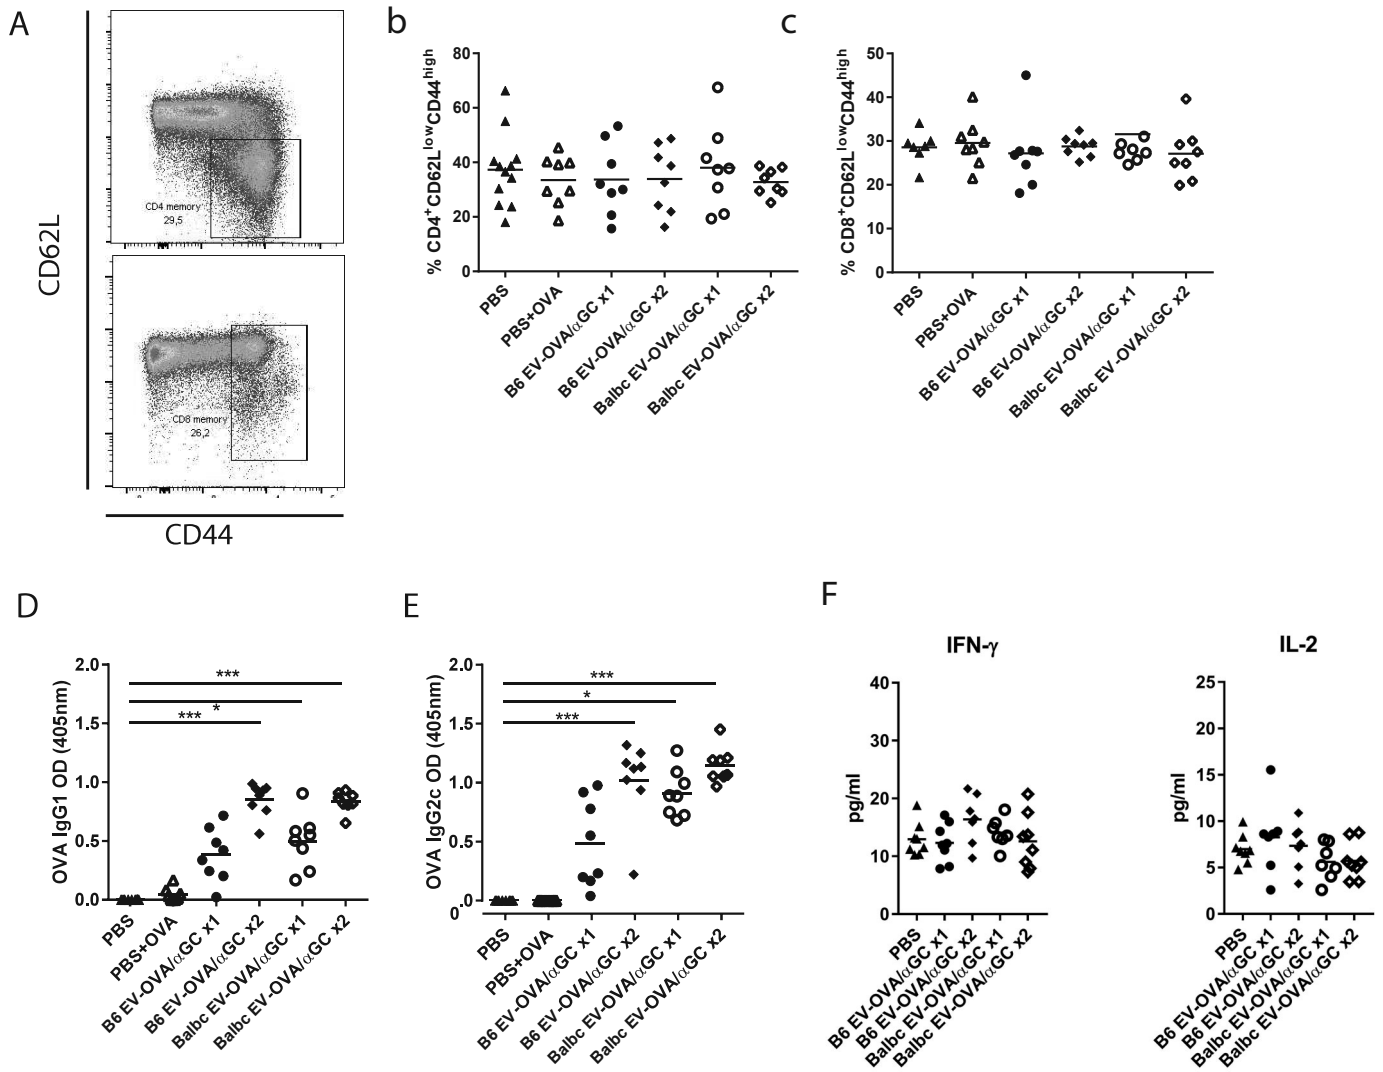 A
CD62L
CD4 memory
29,5
CD8 memory
26,2
CD44
b
% CD4+CD62LlowCD44high
80
60
40
20
0
PBS
PBS+OVA
B6 EV-OVA/αGC x1
B6 EV-OVA/αGC x2
Balbc EV-OVA/αGC x1
Balbc EV-OVA/αGC x2
c
% CD8+CD62LlowCD44high
50
40
30
20
10
0
PBS
PBS+OVA
B6 EV-OVA/αGC x1
B6 EV-OVA/αGC x2
Balbc EV-OVA/αGC x1
Balbc EV-OVA/αGC x2
D
OVA IgG1 OD (405nm)
2.0
1.5
1.0
0.5
0.0
***
*
***
PBS
PBS+OVA
B6 EV-OVA/αGC x1
B6 EV-OVA/αGC x2
Balbc EV-OVA/αGC x1
Balbc EV-OVA/αGC x2
E
OVA IgG2c OD (405nm)
2.0
1.5
1.0
0.5
0.0
***
*
***
PBS
PBS+OVA
B6 EV-OVA/αGC x1
B6 EV-OVA/αGC x2
Balbc EV-OVA/αGC x1
Balbc EV-OVA/αGC x2
F
IFN-γ
pg/ml
40
30
20
10
0
PBS
B6 EV-OVA/αGC x1
B6 EV-OVA/αGC x2
Balbc EV-OVA/αGC x1
Balbc EV-OVA/αGC x2
IL-2
pg/ml
25
20
15
10
5
0
PBS
B6 EV-OVA/αGC x1
B6 EV-OVA/αGC x2
Balbc EV-OVA/αGC x1
Balbc EV-OVA/αGC x2